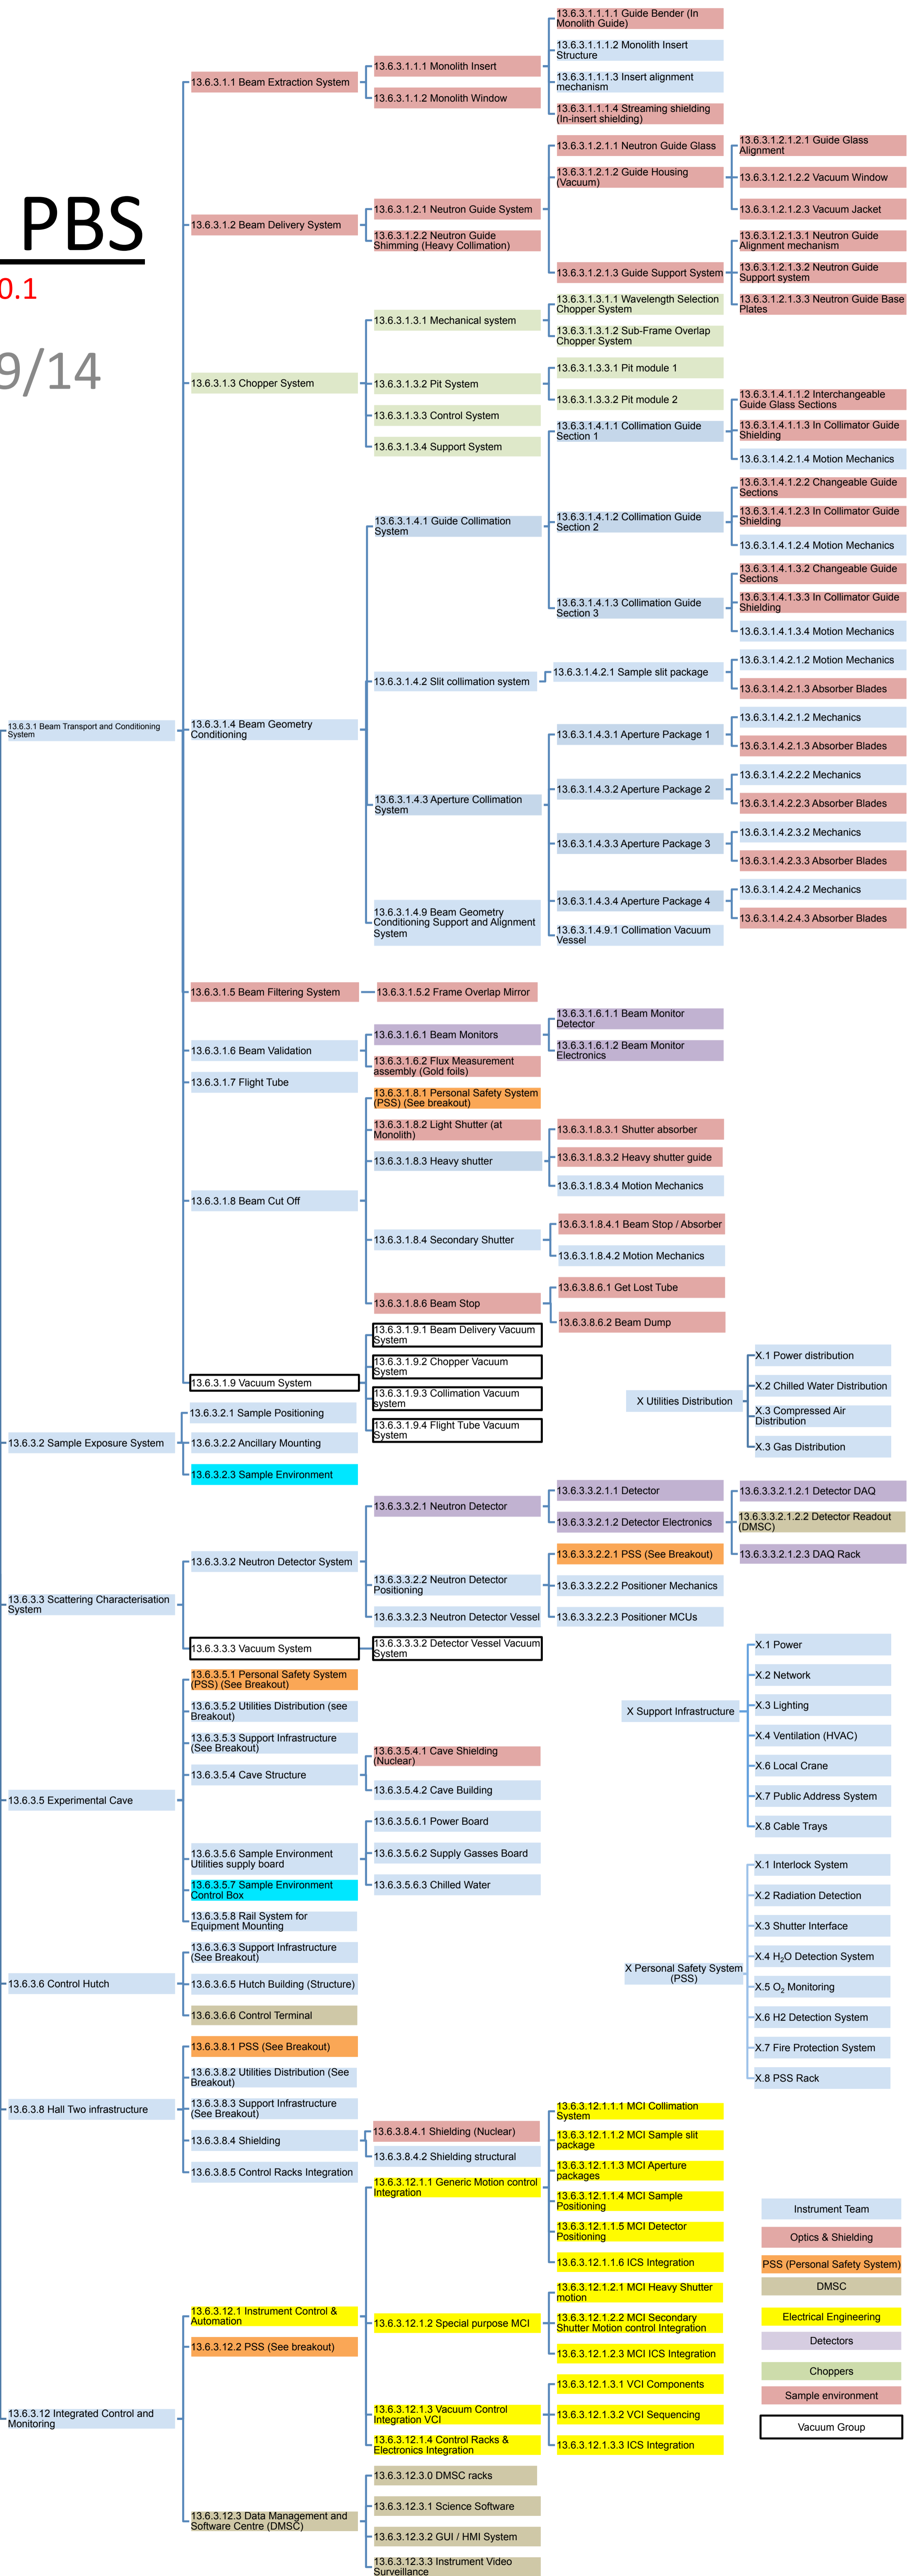 PBS
0.1
9/14
13.6.3.1 Beam Transport and Conditioning
System
13.6.3.1.1 Beam Extraction System
13.6.3.1.1.1 Monolith Insert
13.6.3.1.1.1.1 Guide Bender (In
Monolith Guide)
13.6.3.1.1.1.2 Monolith Insert
Structure
13.6.3.1.1.1.3 Insert alignment
mechanism
13.6.3.1.1.1.4 Streaming shielding
(In-insert shielding)
13.6.3.1.1.2 Monolith Window
13.6.3.1.2 Beam Delivery System
13.6.3.1.2.1 Neutron Guide System
13.6.3.1.2.1.1 Neutron Guide Glass
13.6.3.1.2.1.2 Guide Housing
(Vacuum)
13.6.3.1.2.1.2.1 Guide Glass
Alignment
13.6.3.1.2.1.2.2 Vacuum Window
13.6.3.1.2.1.2.3 Vacuum Jacket
13.6.3.1.2.1.3 Guide Support System
13.6.3.1.2.1.3.1 Neutron Guide
Alignment mechanism
13.6.3.1.2.1.3.2 Neutron Guide
Support system
13.6.3.1.2.1.3.3 Neutron Guide Base
Plates
13.6.3.1.2.2 Neutron Guide
Shimming (Heavy Collimation)
13.6.3.1.3 Chopper System
13.6.3.1.3.1 Mechanical system
13.6.3.1.3.1.1 Wavelength Selection
Chopper System
13.6.3.1.3.1.2 Sub-Frame Overlap
Chopper System
13.6.3.1.3.2 Pit System
13.6.3.1.3.3.1 Pit module 1
13.6.3.1.3.3.2 Pit module 2
13.6.3.1.3.3 Control System
13.6.3.1.3.4 Support System
13.6.3.1.4 Beam Geometry
Conditioning
13.6.3.1.4.1 Guide Collimation
System
13.6.3.1.4.1.1 Collimation Guide
Section 1
13.6.3.1.4.1.1.2 Interchangeable
Guide Glass Sections
13.6.3.1.4.1.1.3 In Collimator Guide
Shielding
13.6.3.1.4.2.1.4 Motion Mechanics
13.6.3.1.4.1.2 Collimation Guide
Section 2
13.6.3.1.4.1.2.2 Changeable Guide
Sections
13.6.3.1.4.1.2.3 In Collimator Guide
Shielding
13.6.3.1.4.1.2.4 Motion Mechanics
13.6.3.1.4.1.3 Collimation Guide
Section 3
13.6.3.1.4.1.3.2 Changeable Guide
Sections
13.6.3.1.4.1.3.3 In Collimator Guide
Shielding
13.6.3.1.4.1.3.4 Motion Mechanics
13.6.3.1.4.2 Slit collimation system
13.6.3.1.4.2.1 Sample slit package
13.6.3.1.4.2.1.2 Motion Mechanics
13.6.3.1.4.2.1.3 Absorber Blades
13.6.3.1.4.3 Aperture Collimation
System
13.6.3.1.4.3.1 Aperture Package 1
13.6.3.1.4.2.1.2 Mechanics
13.6.3.1.4.2.1.3 Absorber Blades
13.6.3.1.4.3.2 Aperture Package 2
13.6.3.1.4.2.2.2 Mechanics
13.6.3.1.4.2.2.3 Absorber Blades
13.6.3.1.4.3.3 Aperture Package 3
13.6.3.1.4.2.3.2 Mechanics
13.6.3.1.4.2.3.3 Absorber Blades
13.6.3.1.4.3.4 Aperture Package 4
13.6.3.1.4.2.4.2 Mechanics
13.6.3.1.4.2.4.3 Absorber Blades
13.6.3.1.4.9 Beam Geometry
Conditioning Support and Alignment
System
13.6.3.1.4.9.1 Collimation Vacuum
Vessel
13.6.3.1.5 Beam Filtering System
13.6.3.1.5.2 Frame Overlap Mirror
13.6.3.1.6 Beam Validation
13.6.3.1.6.1 Beam Monitors
13.6.3.1.6.1.1 Beam Monitor
Detector
13.6.3.1.6.1.2 Beam Monitor
Electronics
13.6.3.1.6.2 Flux Measurement
assembly (Gold foils)
13.6.3.1.7 Flight Tube
13.6.3.1.8 Beam Cut Off
13.6.3.1.8.1 Personal Safety System
(PSS) (See breakout)
13.6.3.1.8.2 Light Shutter (at
Monolith)
13.6.3.1.8.3 Heavy shutter
13.6.3.1.8.3.1 Shutter absorber
13.6.3.1.8.3.2 Heavy shutter guide
13.6.3.1.8.3.4 Motion Mechanics
13.6.3.1.8.4 Secondary Shutter
13.6.3.1.8.4.1 Beam Stop / Absorber
13.6.3.1.8.4.2 Motion Mechanics
13.6.3.1.8.6 Beam Stop
13.6.3.8.6.1 Get Lost Tube
13.6.3.8.6.2 Beam Dump
13.6.3.1.9 Vacuum System
13.6.3.1.9.1 Beam Delivery Vacuum
System
13.6.3.1.9.2 Chopper Vacuum
System
13.6.3.1.9.3 Collimation Vacuum
system
13.6.3.1.9.4 Flight Tube Vacuum
System
13.6.3.2 Sample Exposure System
13.6.3.2.1 Sample Positioning
13.6.3.2.2 Ancillary Mounting
13.6.3.2.3 Sample Environment
X Utilities Distribution
X.1 Power distribution
X.2 Chilled Water Distribution
X.3 Compressed Air
Distribution
X.3 Gas Distribution
13.6.3.3 Scattering Characterisation
System
13.6.3.3.2 Neutron Detector System
13.6.3.3.2.1 Neutron Detector
13.6.3.3.2.1.1 Detector
13.6.3.3.2.1.2 Detector Electronics
13.6.3.3.2.1.2.1 Detector DAQ
13.6.3.3.2.1.2.2 Detector Readout
(DMSC)
13.6.3.3.2.1.2.3 DAQ Rack
13.6.3.3.2.2 Neutron Detector
Positioning
13.6.3.3.2.2.1 PSS (See Breakout)
13.6.3.3.2.2.2 Positioner Mechanics
13.6.3.3.2.2.3 Positioner MCUs
13.6.3.3.2.3 Neutron Detector Vessel
13.6.3.3.3 Vacuum System
13.6.3.3.3.2 Detector Vessel Vacuum
System
X Support Infrastructure
X.1 Power
X.2 Network
X.3 Lighting
X.4 Ventilation (HVAC)
X.6 Local Crane
X.7 Public Address System
X.8 Cable Trays
13.6.3.5 Experimental Cave
13.6.3.5.1 Personal Safety System
(PSS) (See Breakout)
13.6.3.5.2 Utilities Distribution (see
Breakout)
13.6.3.5.3 Support Infrastructure
(See Breakout)
13.6.3.5.4 Cave Structure
13.6.3.5.4.1 Cave Shielding
(Nuclear)
13.6.3.5.4.2 Cave Building
13.6.3.5.6 Sample Environment
Utilities supply board
13.6.3.5.6.1 Power Board
13.6.3.5.6.2 Supply Gasses Board
13.6.3.5.6.3 Chilled Water
13.6.3.5.7 Sample Environment
Control Box
13.6.3.5.8 Rail System for
Equipment Mounting
X Personal Safety System
(PSS)
X.1 Interlock System
X.2 Radiation Detection
X.3 Shutter Interface
X.4 H2O Detection System
X.5 O2 Monitoring
X.6 H2 Detection System
X.7 Fire Protection System
X.8 PSS Rack
13.6.3.6 Control Hutch
13.6.3.6.3 Support Infrastructure
(See Breakout)
13.6.3.6.5 Hutch Building (Structure)
13.6.3.6.6 Control Terminal
13.6.3.8 Hall Two infrastructure
13.6.3.8.1 PSS (See Breakout)
13.6.3.8.2 Utilities Distribution (See
Breakout)
13.6.3.8.3 Support Infrastructure
(See Breakout)
13.6.3.8.4 Shielding
13.6.3.8.4.1 Shielding (Nuclear)
13.6.3.8.4.2 Shielding structural
13.6.3.8.5 Control Racks Integration
13.6.3.12 Integrated Control and
Monitoring
13.6.3.12.1 Instrument Control &
Automation
13.6.3.12.1.1 Generic Motion control
Integration
13.6.3.12.1.1.1 MCI Collimation
System
13.6.3.12.1.1.2 MCI Sample slit
package
13.6.3.12.1.1.3 MCI Aperture
packages
13.6.3.12.1.1.4 MCI Sample
Positioning
13.6.3.12.1.1.5 MCI Detector
Positioning
13.6.3.12.1.1.6 ICS Integration
13.6.3.12.1.2 Special purpose MCI
13.6.3.12.1.2.1 MCI Heavy Shutter
motion
13.6.3.12.1.2.2 MCI Secondary
Shutter Motion control Integration
13.6.3.12.1.2.3 MCI ICS Integration
13.6.3.12.1.3 Vacuum Control
Integration VCI
13.6.3.12.1.3.1 VCI Components
13.6.3.12.1.3.2 VCI Sequencing
13.6.3.12.1.3.3 ICS Integration
13.6.3.12.1.4 Control Racks &
Electronics Integration
13.6.3.12.2 PSS (See breakout)
13.6.3.12.3 Data Management and
Software Centre (DMSC)
13.6.3.12.3.0 DMSC racks
13.6.3.12.3.1 Science Software
13.6.3.12.3.2 GUI / HMI System
13.6.3.12.3.3 Instrument Video
Surveillance
Instrument Team
Optics & Shielding
PSS (Personal Safety System)
DMSC
Electrical Engineering
Detectors
Choppers
Sample environment
Vacuum Group